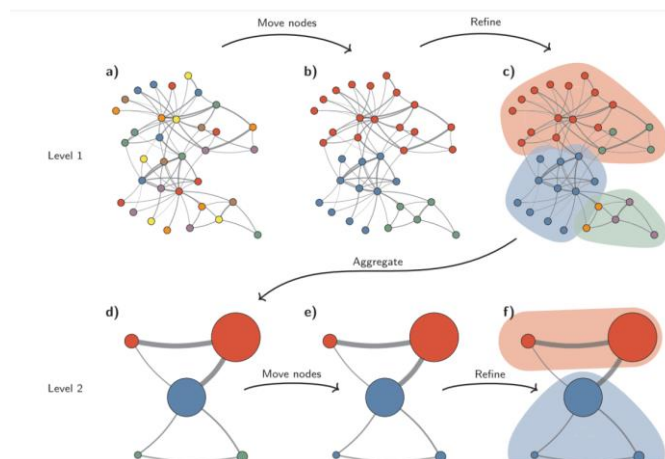 Move nodes
Refine
a)
b)
c)
Level 1
Aggregate
d)
e)
f)
Move nodes
Refine
Level 2